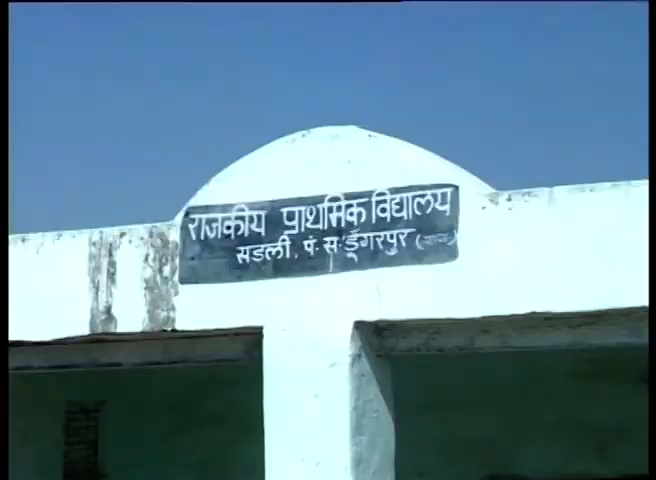 राजकीय प्राथमिक विद्यालय
सडली, पं. स. डूँगरपुर